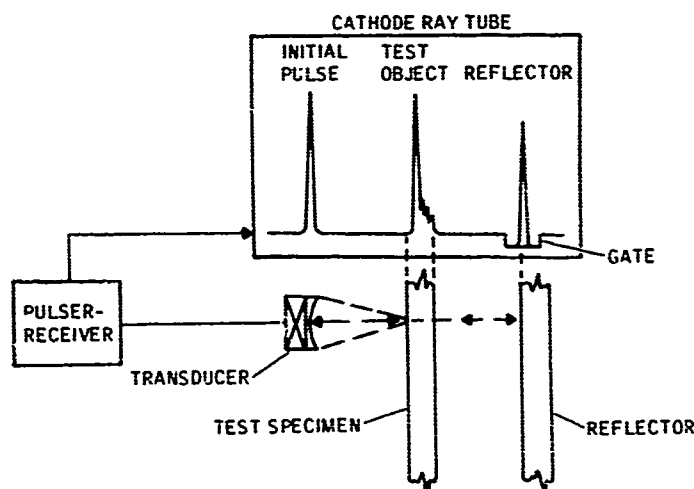 CATHODE RAY TUBE
INITIAL
PULSE
TEST
OBJECT
REFLECTOR
GATE
PULSER-
RECEIVER
TRANSDUCER
TEST SPECIMEN
REFLECTOR